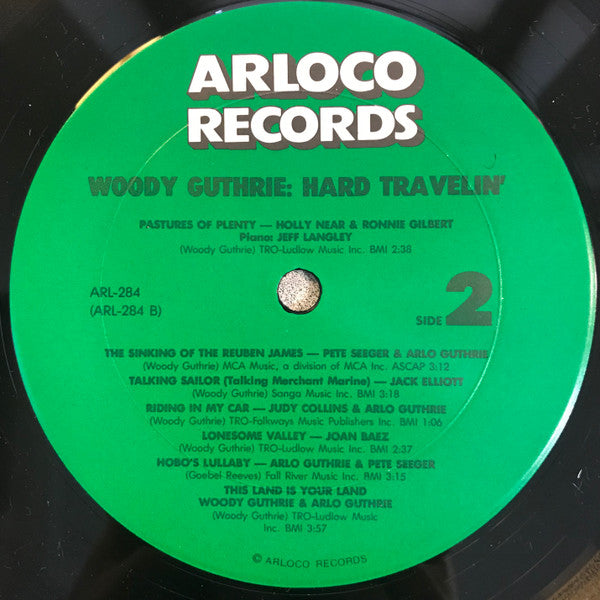 ARLOCO
RECORDS
WOODY GUTHRIE: HARD TRAVELIN'
PASTURES OF PLENTY — HOLLY NEAR & RONNIE GILBERT
Piano: JEFF LANGLEY
(Woody Guthrie) TRO-Ludlow Music Inc. BMI 2:38
ARL-284
(ARL-284 B)
SIDE 2
THE SINKING OF THE REUBEN JAMES — PETE SEEGER & ARLO GUTHRIE
(Woody Guthrie) MCA Music, a division of MCA Inc. ASCAP 3:12
TALKING SAILOR (Talking Merchant Marine) — JACK ELLIOTT
(Woody Guthrie) Sanga Music Inc. BMI 3:18
RIDING IN MY CAR — JUDY COLLINS & ARLO GUTHRIE
(Woody Guthrie) TRO-Folkways Music Publishers Inc. BMI 1:06
LONESOME VALLEY — JOAN BAEZ
(Woody Guthrie) TRO-Ludlow Music Inc. BMI 2:37
HOBO'S LULLABY — ARLO GUTHRIE & PETE SEEGER
(Goebel Reeves) Fall River Music Inc. BMI 3:15
THIS LAND IS YOUR LAND
WOODY GUTHRIE & ARLO GUTHRIE
(Woody Guthrie) TRO-Ludlow Music
Inc. BMI 3:57
© ARLOCO RECORDS